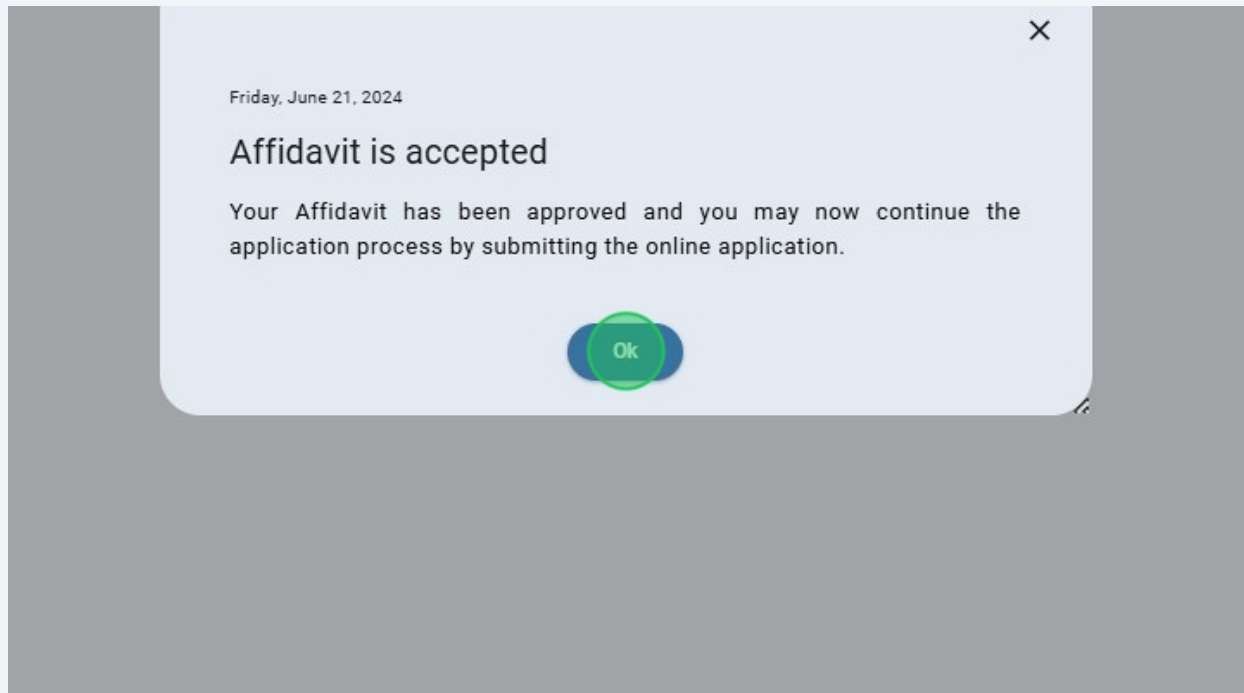 Friday, June 21, 2024
Affidavit is accepted
Your Affidavit has been approved and you may now continue the
application process by submitting the online application.
Ok